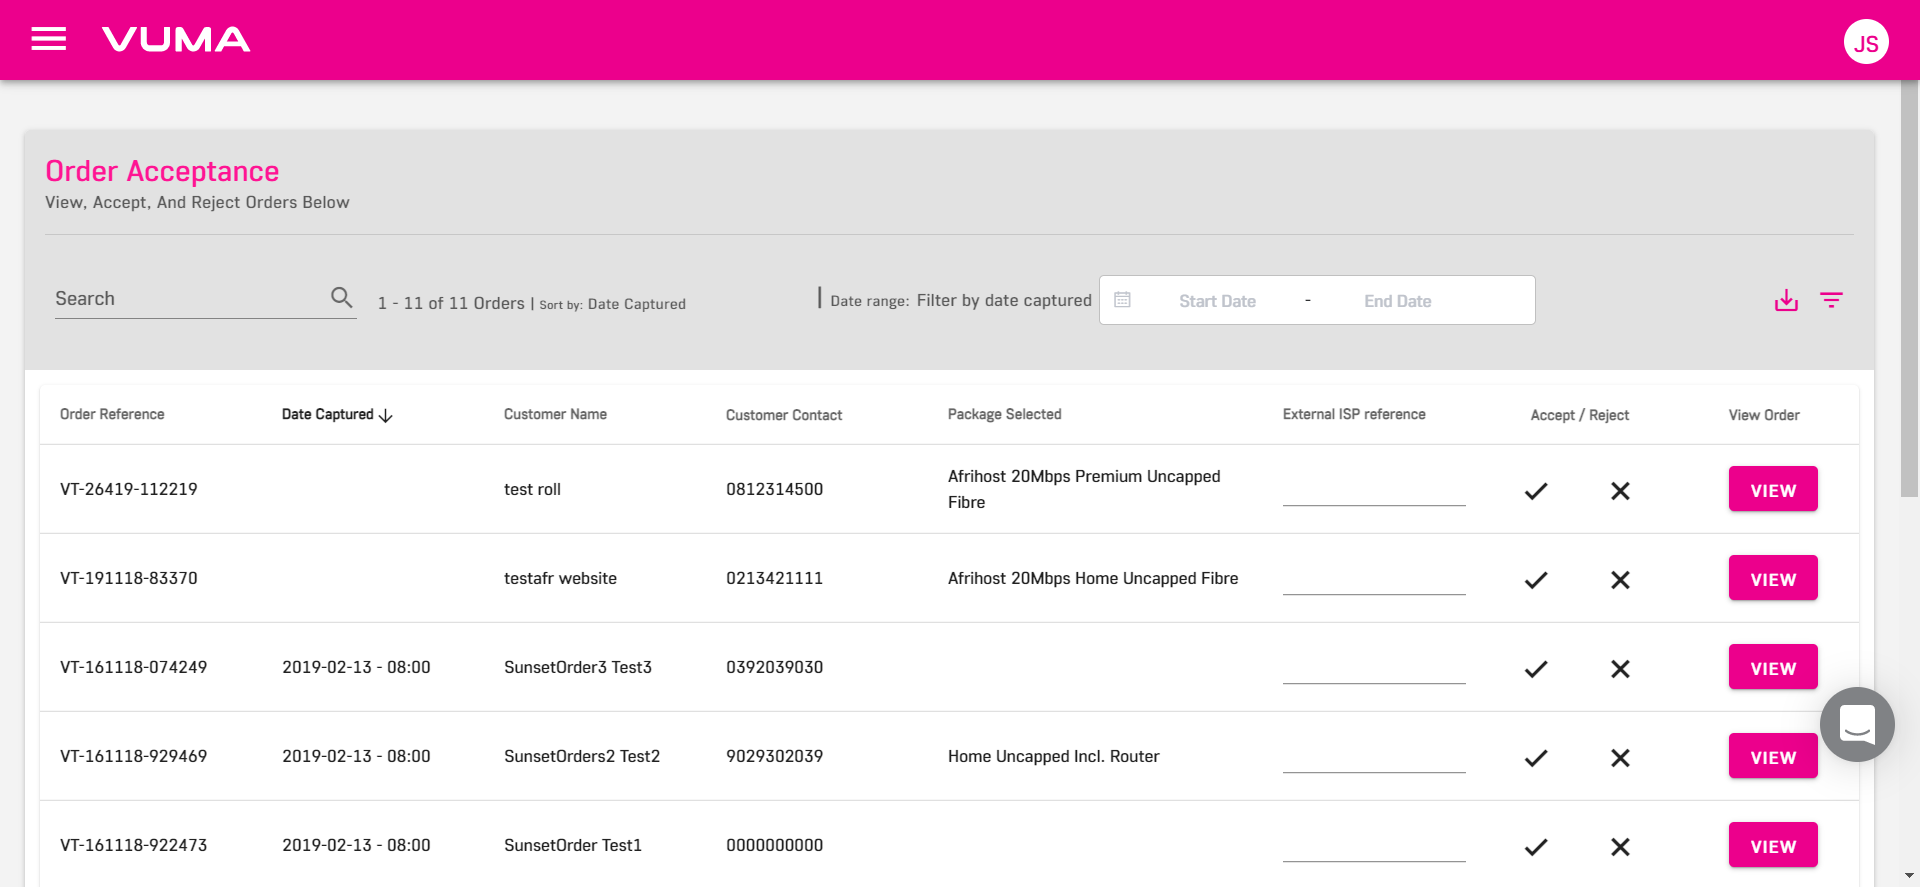 VUMA
JS
Order Acceptance
View, Accept, And Reject Orders Below
Search
1 - 11 of 11 Orders | Sort by: Date Captured
Date range: Filter by date captured
Start Date - End Date
Order Reference Date Captured Customer Name Customer Contact Package Selected External ISP reference Accept / Reject View Order
VT-26419-112219 test roll 0812314500 Afrihost 20Mbps Premium Uncapped
Fibre
VIEW
VT-191118-83370 testafr website 0213421111 Afrihost 20Mbps Home Uncapped Fibre VIEW
VT-161118-074249 2019-02-13 - 08:00 SunsetOrder3 Test3 0392039030 VIEW
VT-161118-929469 2019-02-13 - 08:00 SunsetOrders2 Test2 9029302039 Home Uncapped Incl. Router VIEW
VT-161118-922473 2019-02-13 - 08:00 SunsetOrder Test1 0000000000 VIEW